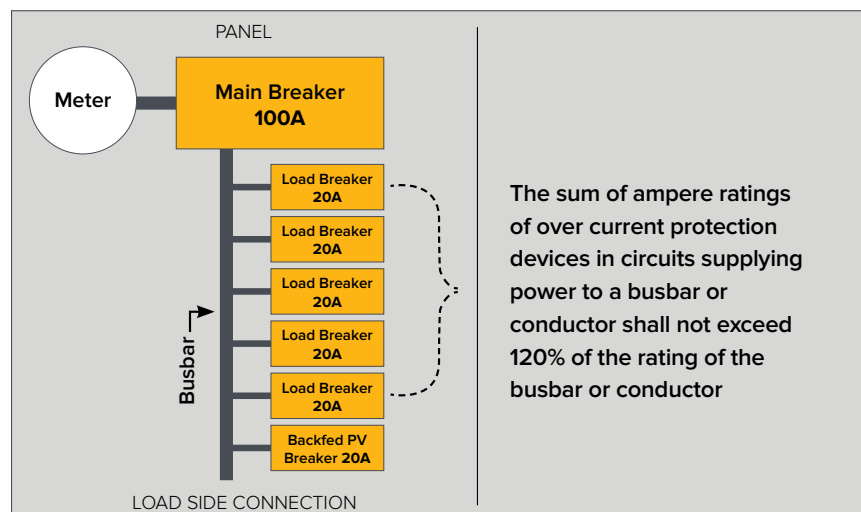 PANEL
Meter
Main Breaker
100A
Load Breaker
20A
Load Breaker
20A
Load Breaker
20A
Load Breaker
20A
Load Breaker
20A
Backfed PV
Breaker 20A
Busbar
LOAD SIDE CONNECTION
The sum of ampere ratings
of over current protection
devices in circuits supplying
power to a busbar or
conductor shall not exceed
120% of the rating of the
busbar or conductor